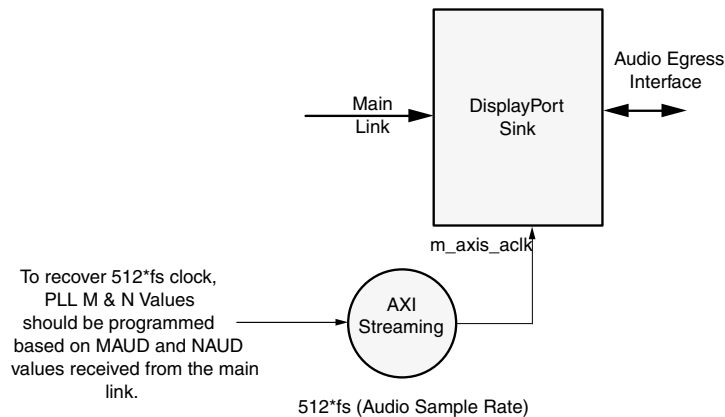 Audio Egress
Interface
Main
Link
DisplayPort
Sink
m_axis_aclk
To recover 512*fs clock,
PLL M & N Values
should be programmed
based on MAUD and NAUD
values received from the main
link.
AXI
Streaming
512*fs (Audio Sample Rate)